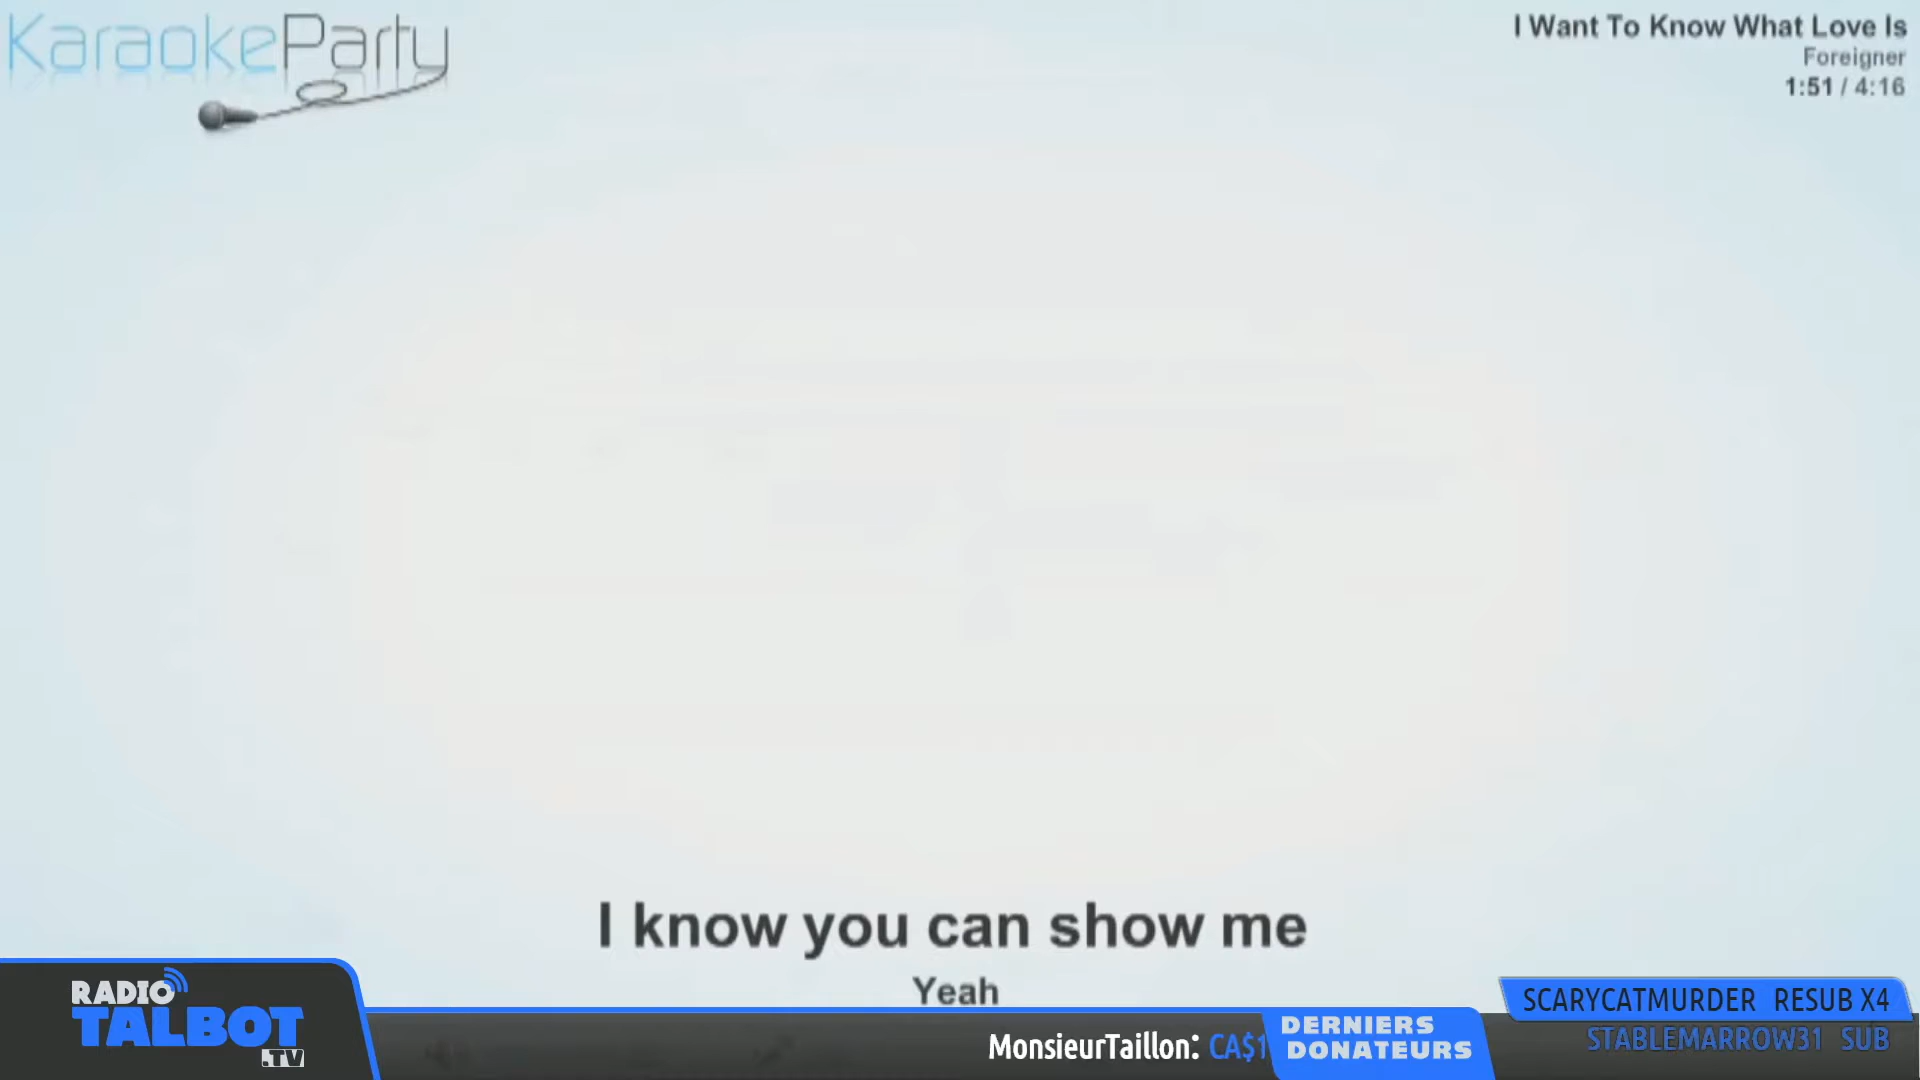 KaraokeParty
I Want To Know What Love Is
Foreigner
1:51 / 4:16
I know you can show me
Yeah
RADIO
TALBOT
.TV
MonsieurTaillon: CA$1
DERNIERS
DONATEURS
SCARYCATMURDER RESUB X4
STABLEMARROW31 SUB